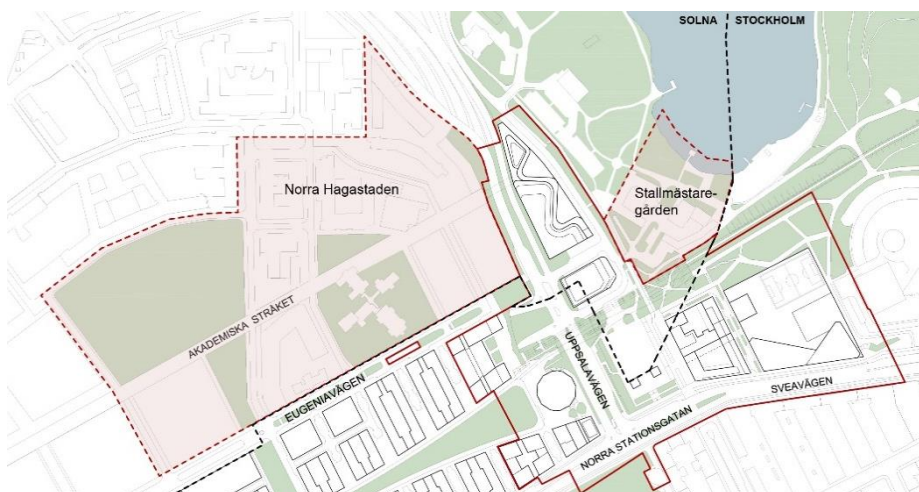 SOLNA STOCKHOLM
Norra Hagastaden
Stallmästare-
gården
AKADEMISKA STRÅKET
EUGENIAVÄGEN
UPPSALAVÄGEN
SVEAVÄGEN
NORRA STATIONSGATAN